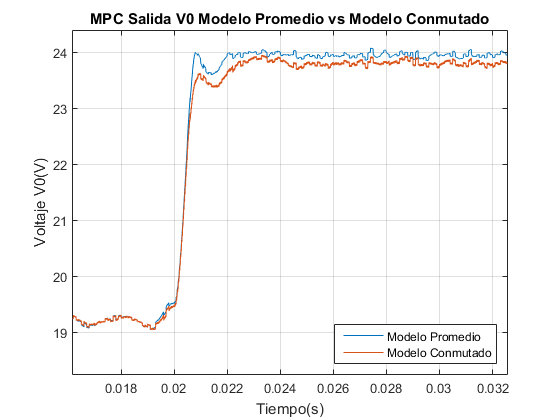 MPC Salida V0 Modelo Promedio vs Modelo Conmutado
Voltaje V0(V)
24
23
22
21
20
19
0.018
0.02
0.022
0.024
0.026
0.028
0.03
0.032
Tiempo(s)
Modelo Promedio
Modelo Conmutado